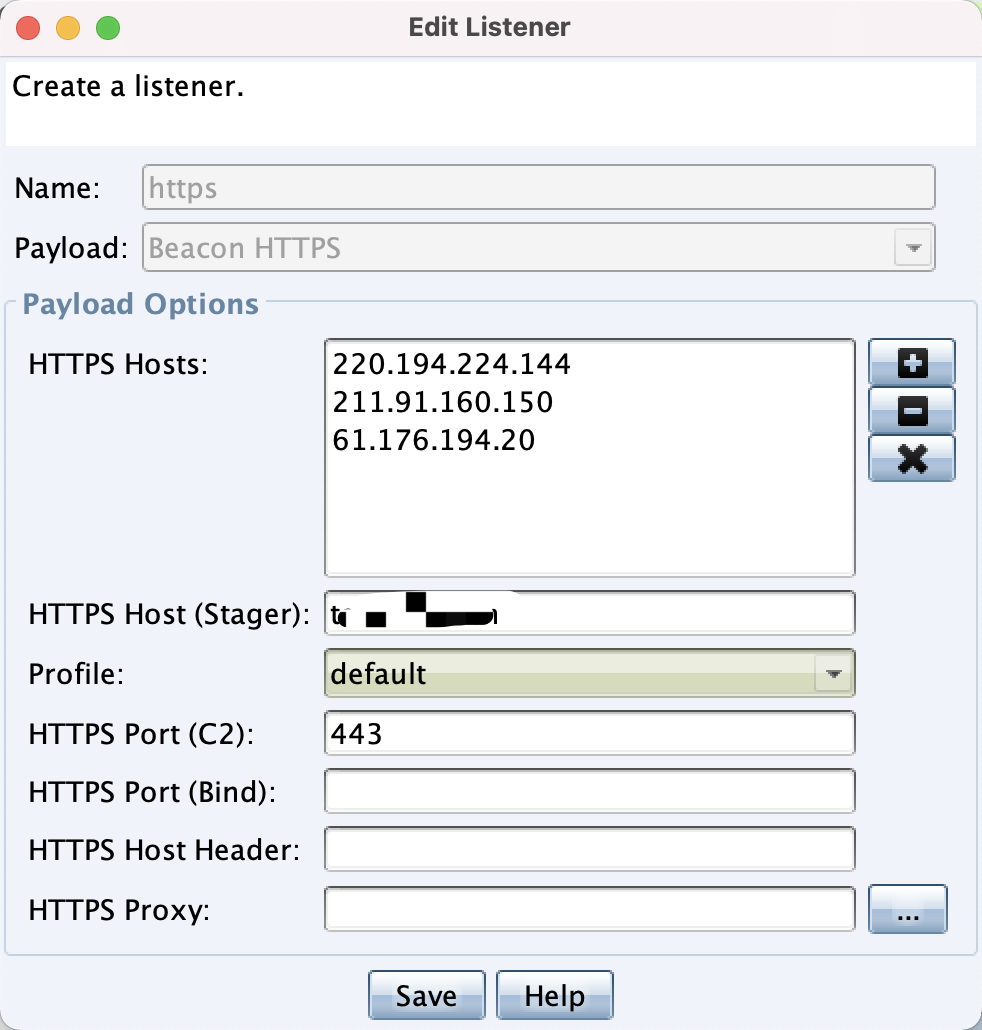 Edit Listener
Create a listener.
Name: https
Payload: Beacon HTTPS
Payload Options
HTTPS Hosts: 220.194.224.144
211.91.160.150
61.176.194.20
HTTPS Host (Stager):
Profile: default
HTTPS Port (C2): 443
HTTPS Port (Bind):
HTTPS Host Header:
HTTPS Proxy: ...
Save Help